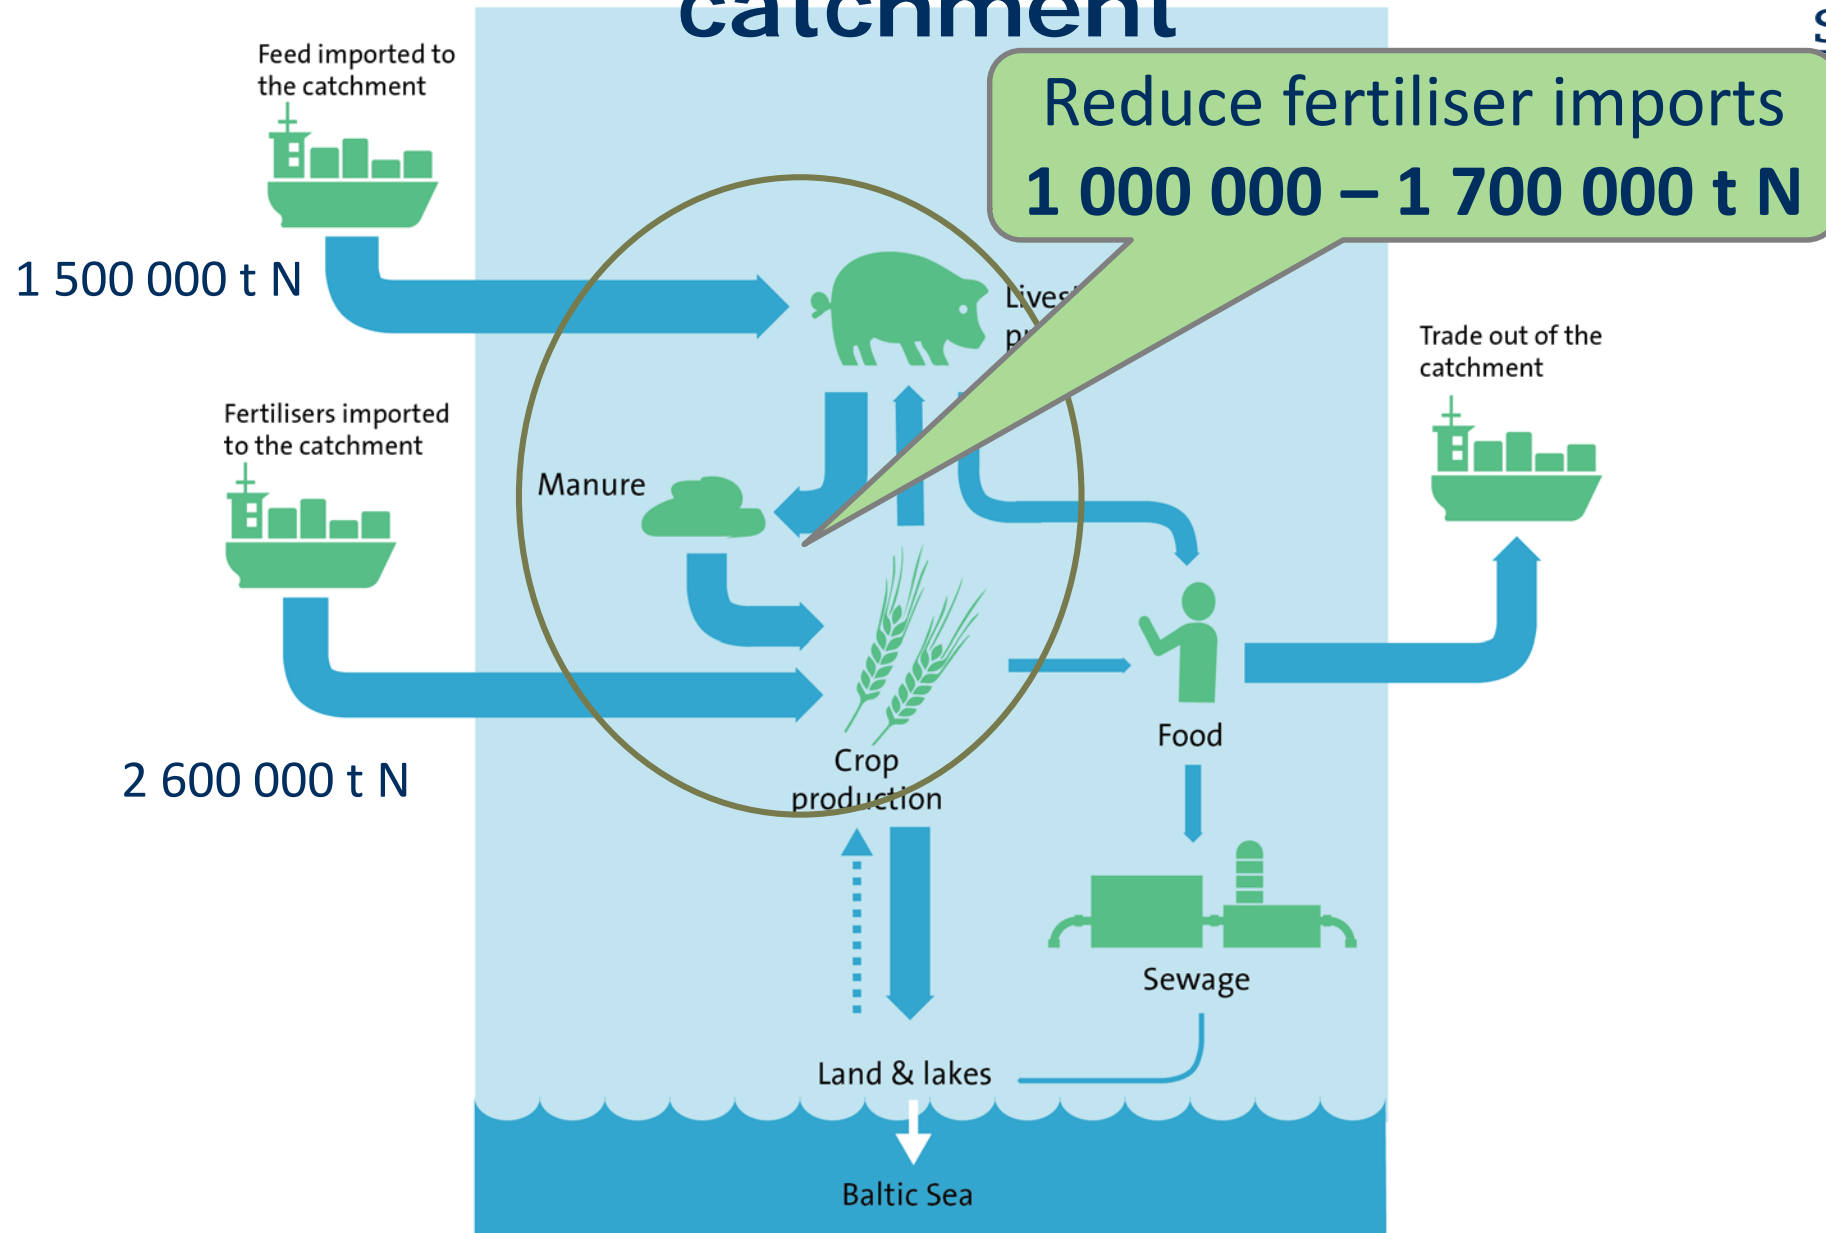 catchment
Feed imported to
the catchment
Reduce fertiliser imports
1 000 000 – 1 700 000 t N
1 500 000 t N
Trade out of the
catchment
Fertilisers imported
to the catchment
Manure
2 600 000 t N
Crop
production
Food
Sewage
Land & lakes
Baltic Sea